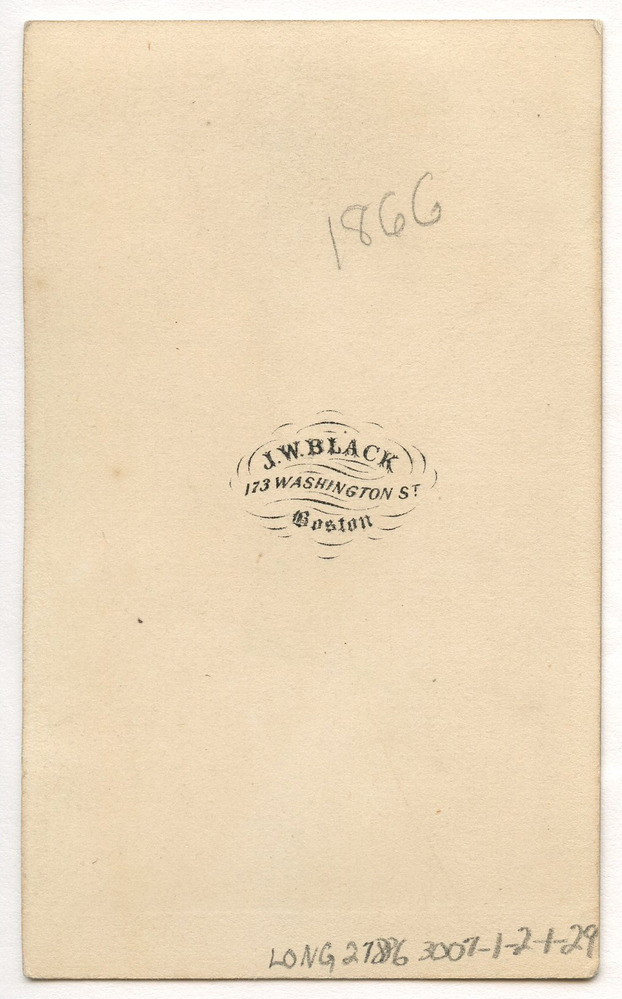 1866
J.W. BLACK
173 WASHINGTON ST
Boston
LONG 27886 3007-1-2-1-29